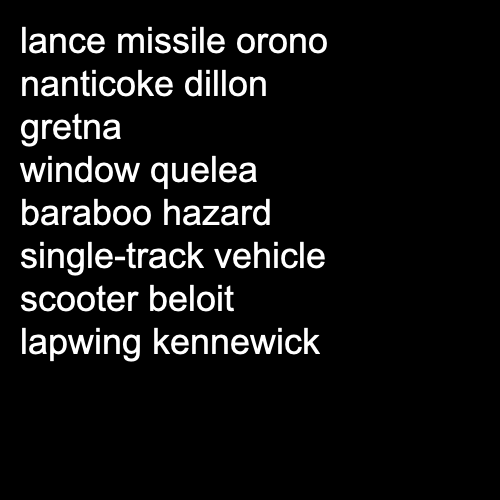 lance missile orono
nanticoke dillon
gretna
window quelea
baraboo hazard
single-track vehicle
scooter beloit
lapwing kennewick